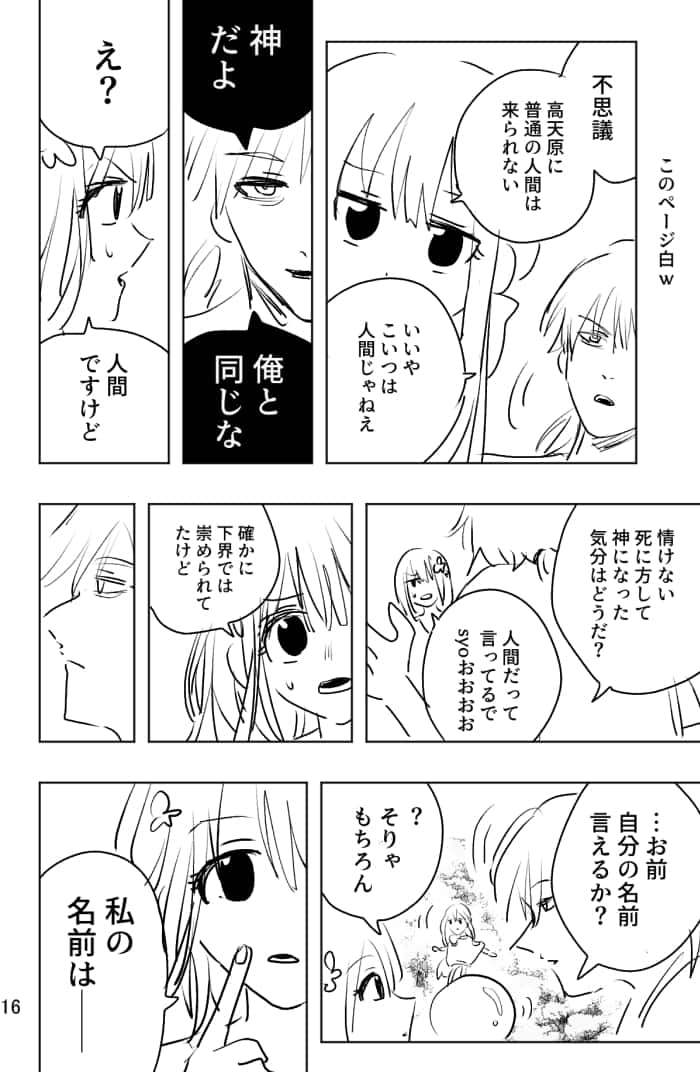 このページ白w
不思議
高天原に
普通の人間は
来られない
いいや
こいつは
人間じゃねえ
神
だよ
俺と
同じな
え?
人間
ですけど
情けない
死に方して
神になった
気分はどうだ?
人間だって
言ってるで
syoおおおお
確かに
下界では
崇められて
たけど
…お前
自分の名前
言えるか?
?
そりゃ
もちろん
私の
名前は――
16